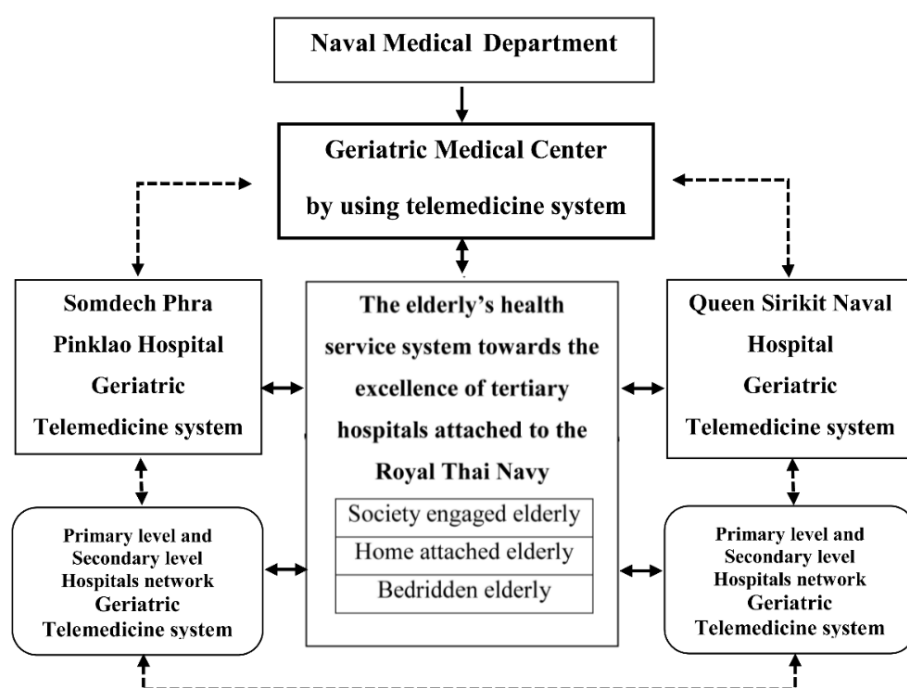 Naval Medical Department
Geriatric Medical Center
by using telemedicine system
Somdech Phra
Pinklao Hospital
Geriatric
Telemedicine system
The elderly’s health
service system towards the
excellence of tertiary
hospitals attached to the
Royal Thai Navy
Society engaged elderly
Home attached elderly
Bedridden elderly
Queen Sirikit Naval
Hospital
Geriatric
Telemedicine system
Primary level and
Secondary level
Hospitals network
Geriatric
Telemedicine system
Primary level and
Secondary level
Hospitals network
Geriatric
Telemedicine system